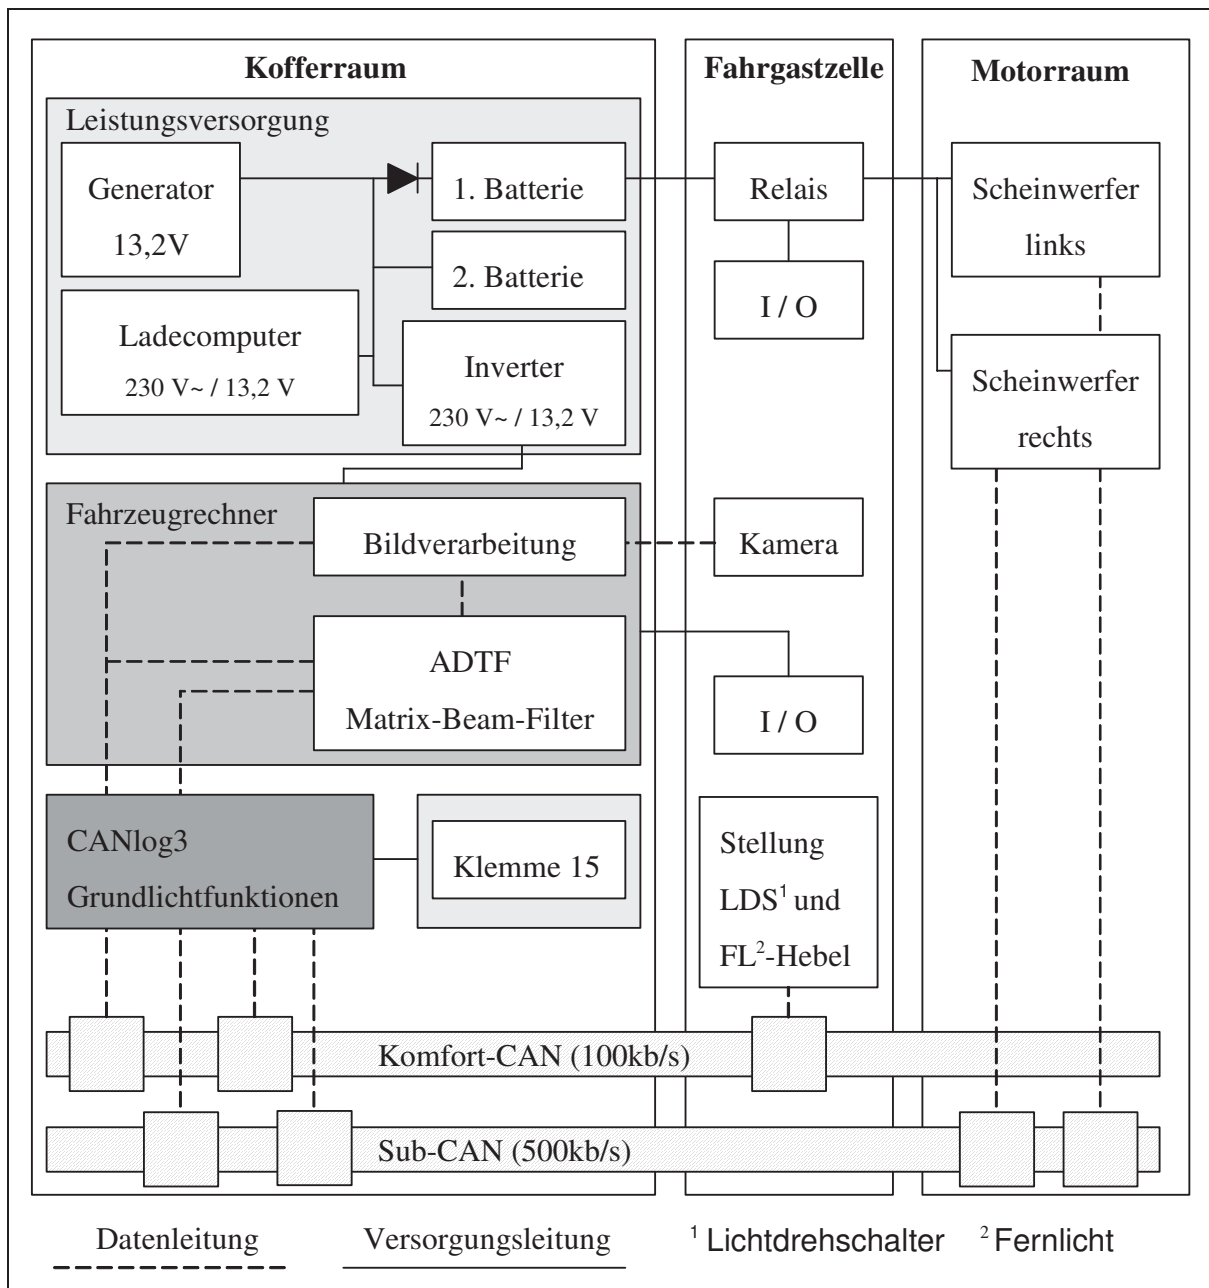 Kofferraum
Fahrgastzelle
Motorraum
Leistungsversorgung
Generator
13,2V
1. Batterie
2. Batterie
Ladecomputer
230 V~ / 13,2 V
Inverter
230 V~ / 13,2 V
Relais
I / O
Scheinwerfer
links
Scheinwerfer
rechts
Fahrzeugrechner
Bildverarbeitung
Kamera
ADTF
Matrix-Beam-Filter
I / O
CANlog3
Grundlichtfunktionen
Klemme 15
Stellung
LDS¹ und
FL²-Hebel
Komfort-CAN (100kb/s)
Sub-CAN (500kb/s)
Datenleitung
Versorgungsleitung
¹ Lichtdrehschalter
² Fernlicht